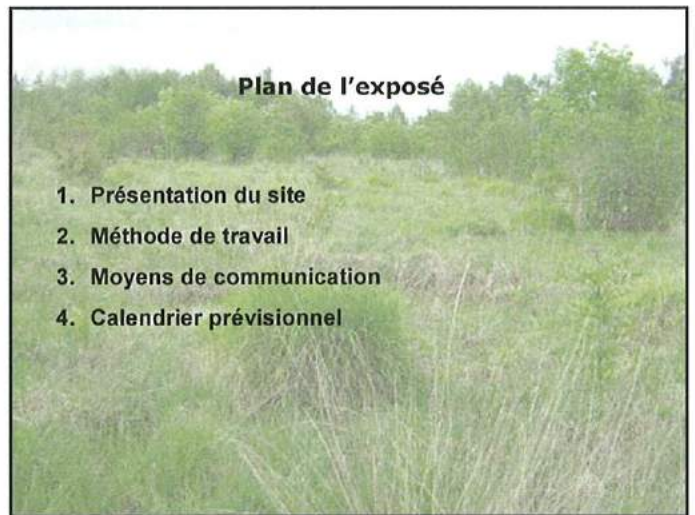 Plan de l'exposé
1. Présentation du site
2. Méthode de travail
3. Moyens de communication
4. Calendrier prévisionnel